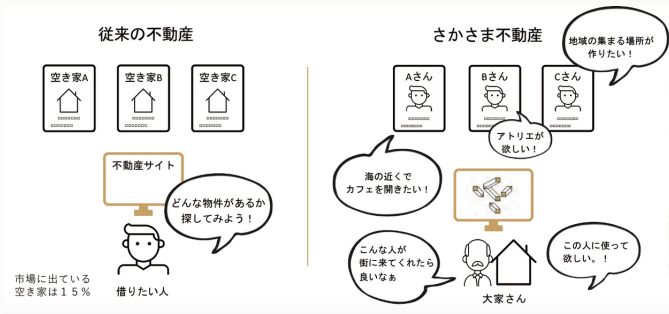 従来の不動産
空き家A
空き家B
空き家C
不動産サイト
どんな物件があるか
探してみよう！
市場に出ている
空き家は１５％
借りたい人
さかさま不動産
地域の集まる場所が
作りたい！
Aさん
Bさん
Cさん
アトリエが
欲しい！
海の近くで
カフェを開きたい！
こんな人が
街に来てくれたら
良いなぁ
この人に使って
欲しい。！
大家さん